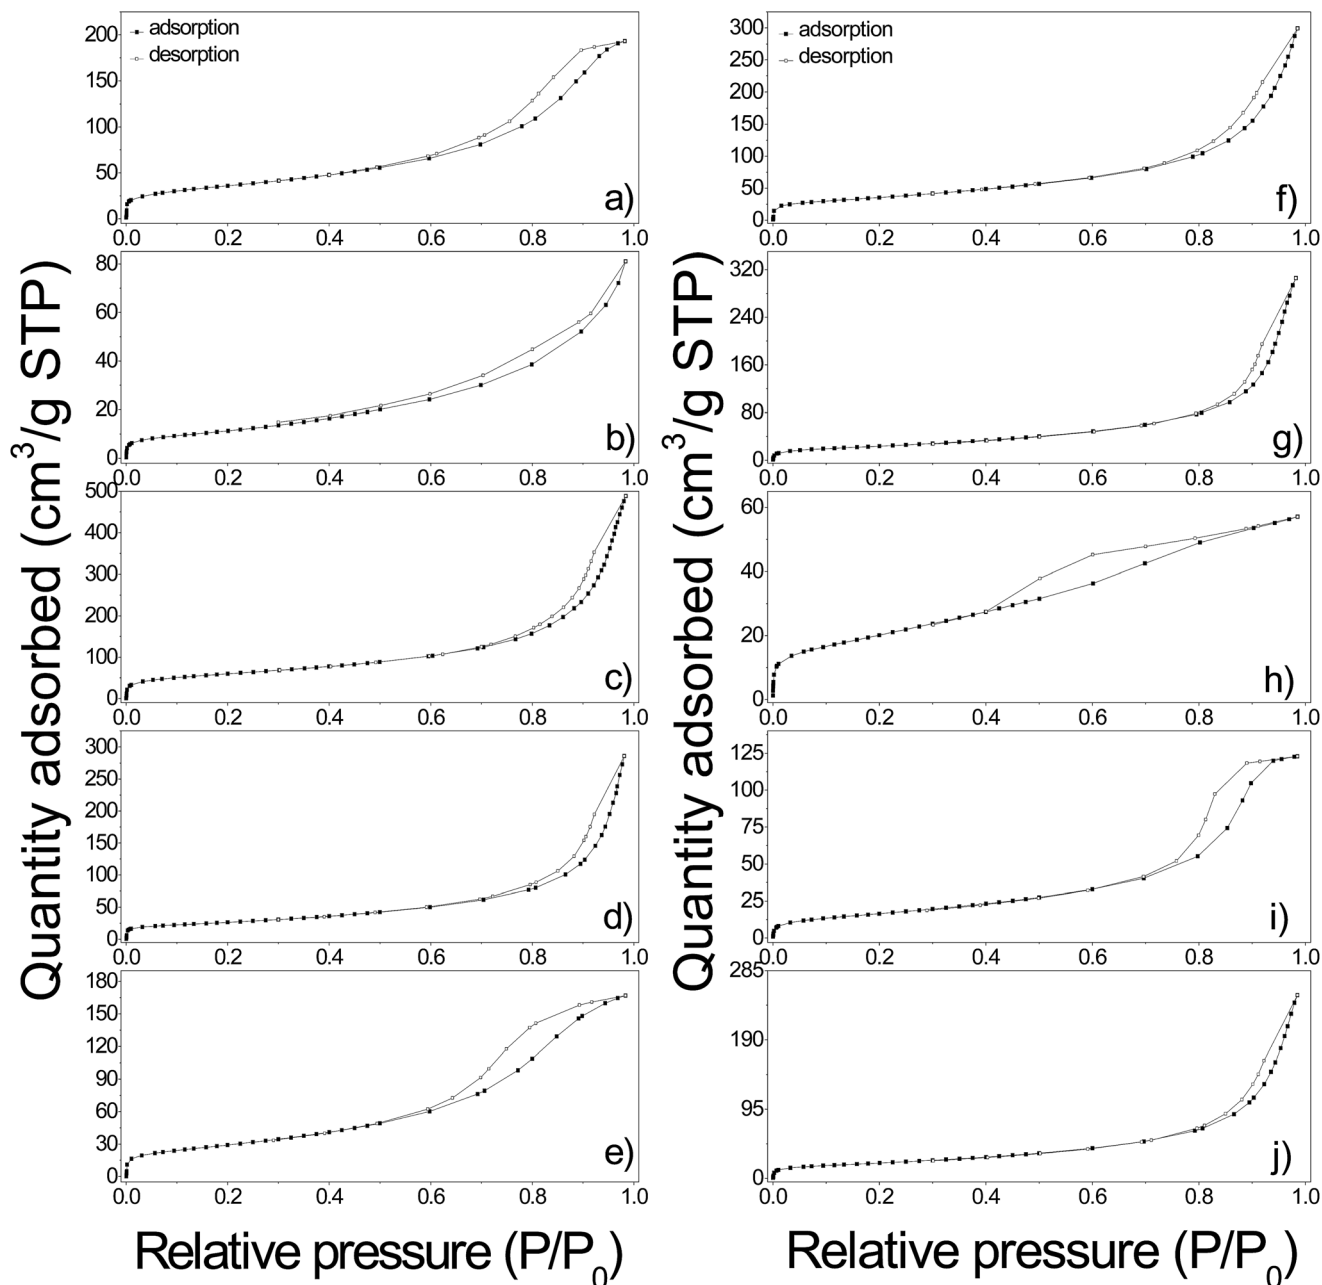 Quantity adsorbed (cm³/g STP)
adsorption
desorption
200
150
100
50
0
a)
0.0 0.2 0.4 0.6 0.8 1.0
80
60
40
20
0
b)
0.0 0.2 0.4 0.6 0.8 1.0
500
400
300
200
100
0
c)
0.0 0.2 0.4 0.6 0.8 1.0
300
250
200
150
100
50
0
d)
0.0 0.2 0.4 0.6 0.8 1.0
180
150
120
90
60
30
0
e)
0.0 0.2 0.4 0.6 0.8 1.0
Relative pressure (P/P₀)
Quantity adsorbed (cm³/g STP)
adsorption
desorption
300
250
200
150
100
50
0
f)
0.0 0.2 0.4 0.6 0.8 1.0
320
240
160
80
0
g)
0.0 0.2 0.4 0.6 0.8 1.0
60
40
20
0
h)
0.0 0.2 0.4 0.6 0.8 1.0
125
100
75
50
25
0
i)
0.0 0.2 0.4 0.6 0.8 1.0
285
190
95
0
j)
0.0 0.2 0.4 0.6 0.8 1.0
Relative pressure (P/P₀)